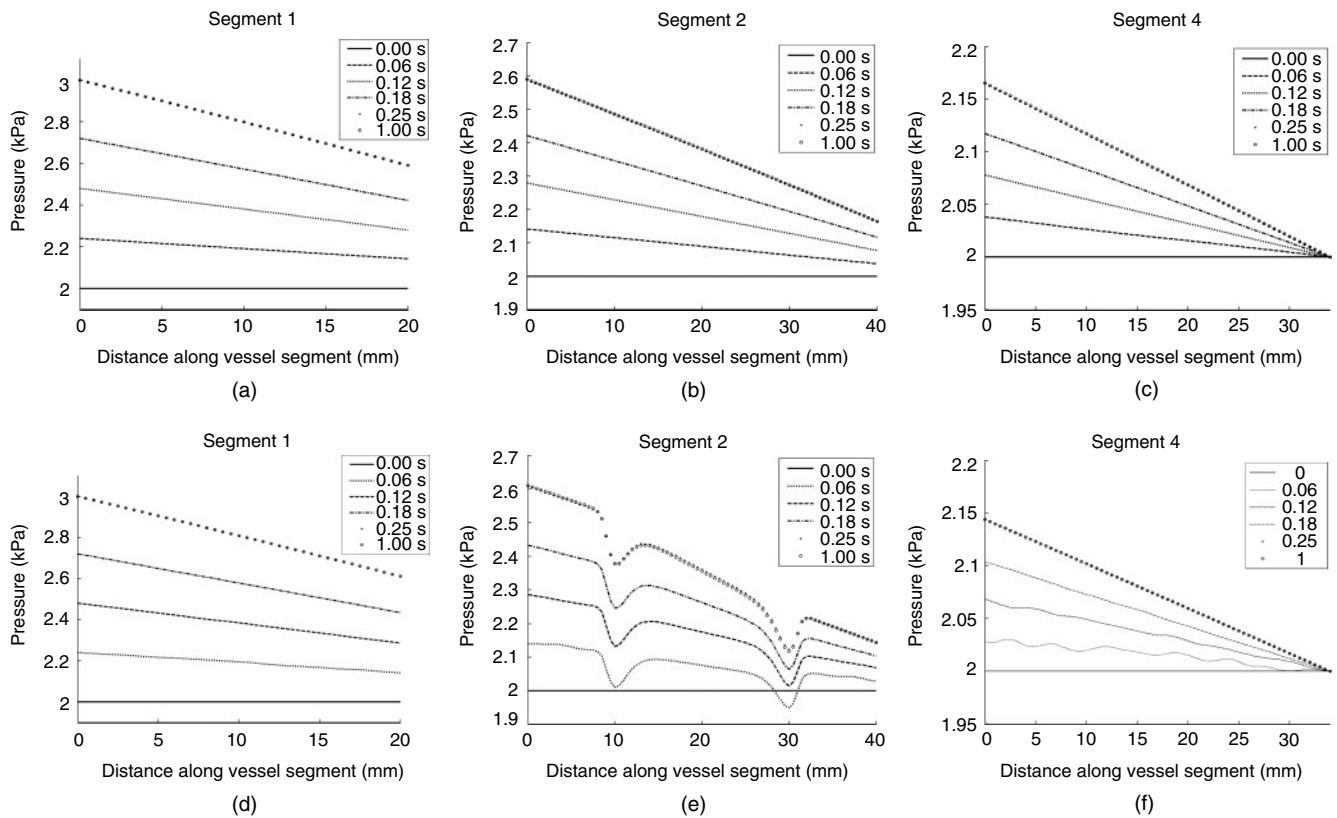 Segment 1
3
2.8
2.6
2.4
2.2
2
Pressure (kPa)
0.00 s
0.06 s
0.12 s
0.18 s
0.25 s
1.00 s
0 5 10 15 20
Distance along vessel segment (mm)
(a)
Segment 2
2.7
2.6
2.5
2.4
2.3
2.2
2.1
2
1.9
Pressure (kPa)
0.00 s
0.06 s
0.12 s
0.18 s
0.25 s
1.00 s
0 10 20 30 40
Distance along vessel segment (mm)
(b)
Segment 4
2.2
2.15
2.1
2.05
2
1.95
Pressure (kPa)
0.00 s
0.06 s
0.12 s
0.18 s
0.25 s
1.00 s
0 5 10 15 20 25 30
Distance along vessel segment (mm)
(c)
Segment 1
3
2.8
2.6
2.4
2.2
2
Pressure (kPa)
0.00 s
0.06 s
0.12 s
0.18 s
0.25 s
1.00 s
0 5 10 15 20
Distance along vessel segment (mm)
(d)
Segment 2
2.7
2.6
2.5
2.4
2.3
2.2
2.1
2
1.9
Pressure (kPa)
0.00 s
0.06 s
0.12 s
0.18 s
0.25 s
1.00 s
0 10 20 30 40
Distance along vessel segment (mm)
(e)
Segment 4
2.2
2.15
2.1
2.05
2
1.95
Pressure (kPa)
0
0.06
0.12
0.18
0.25
1
0 5 10 15 20 25 30
Distance along vessel segment (mm)
(f)